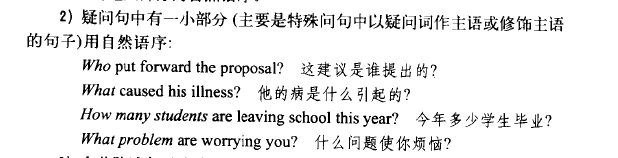 2) 疑问句中有一小部分 (主要是特殊问句中以疑问词作主语或修饰主语
的句子)用自然语序:
Who put forward the proposal? 这建议是谁提出的?
What caused his illness? 他的病是什么引起的?
How many students are leaving school this year? 今年多少学生毕业?
What problem are worrying you? 什么问题使你烦恼?